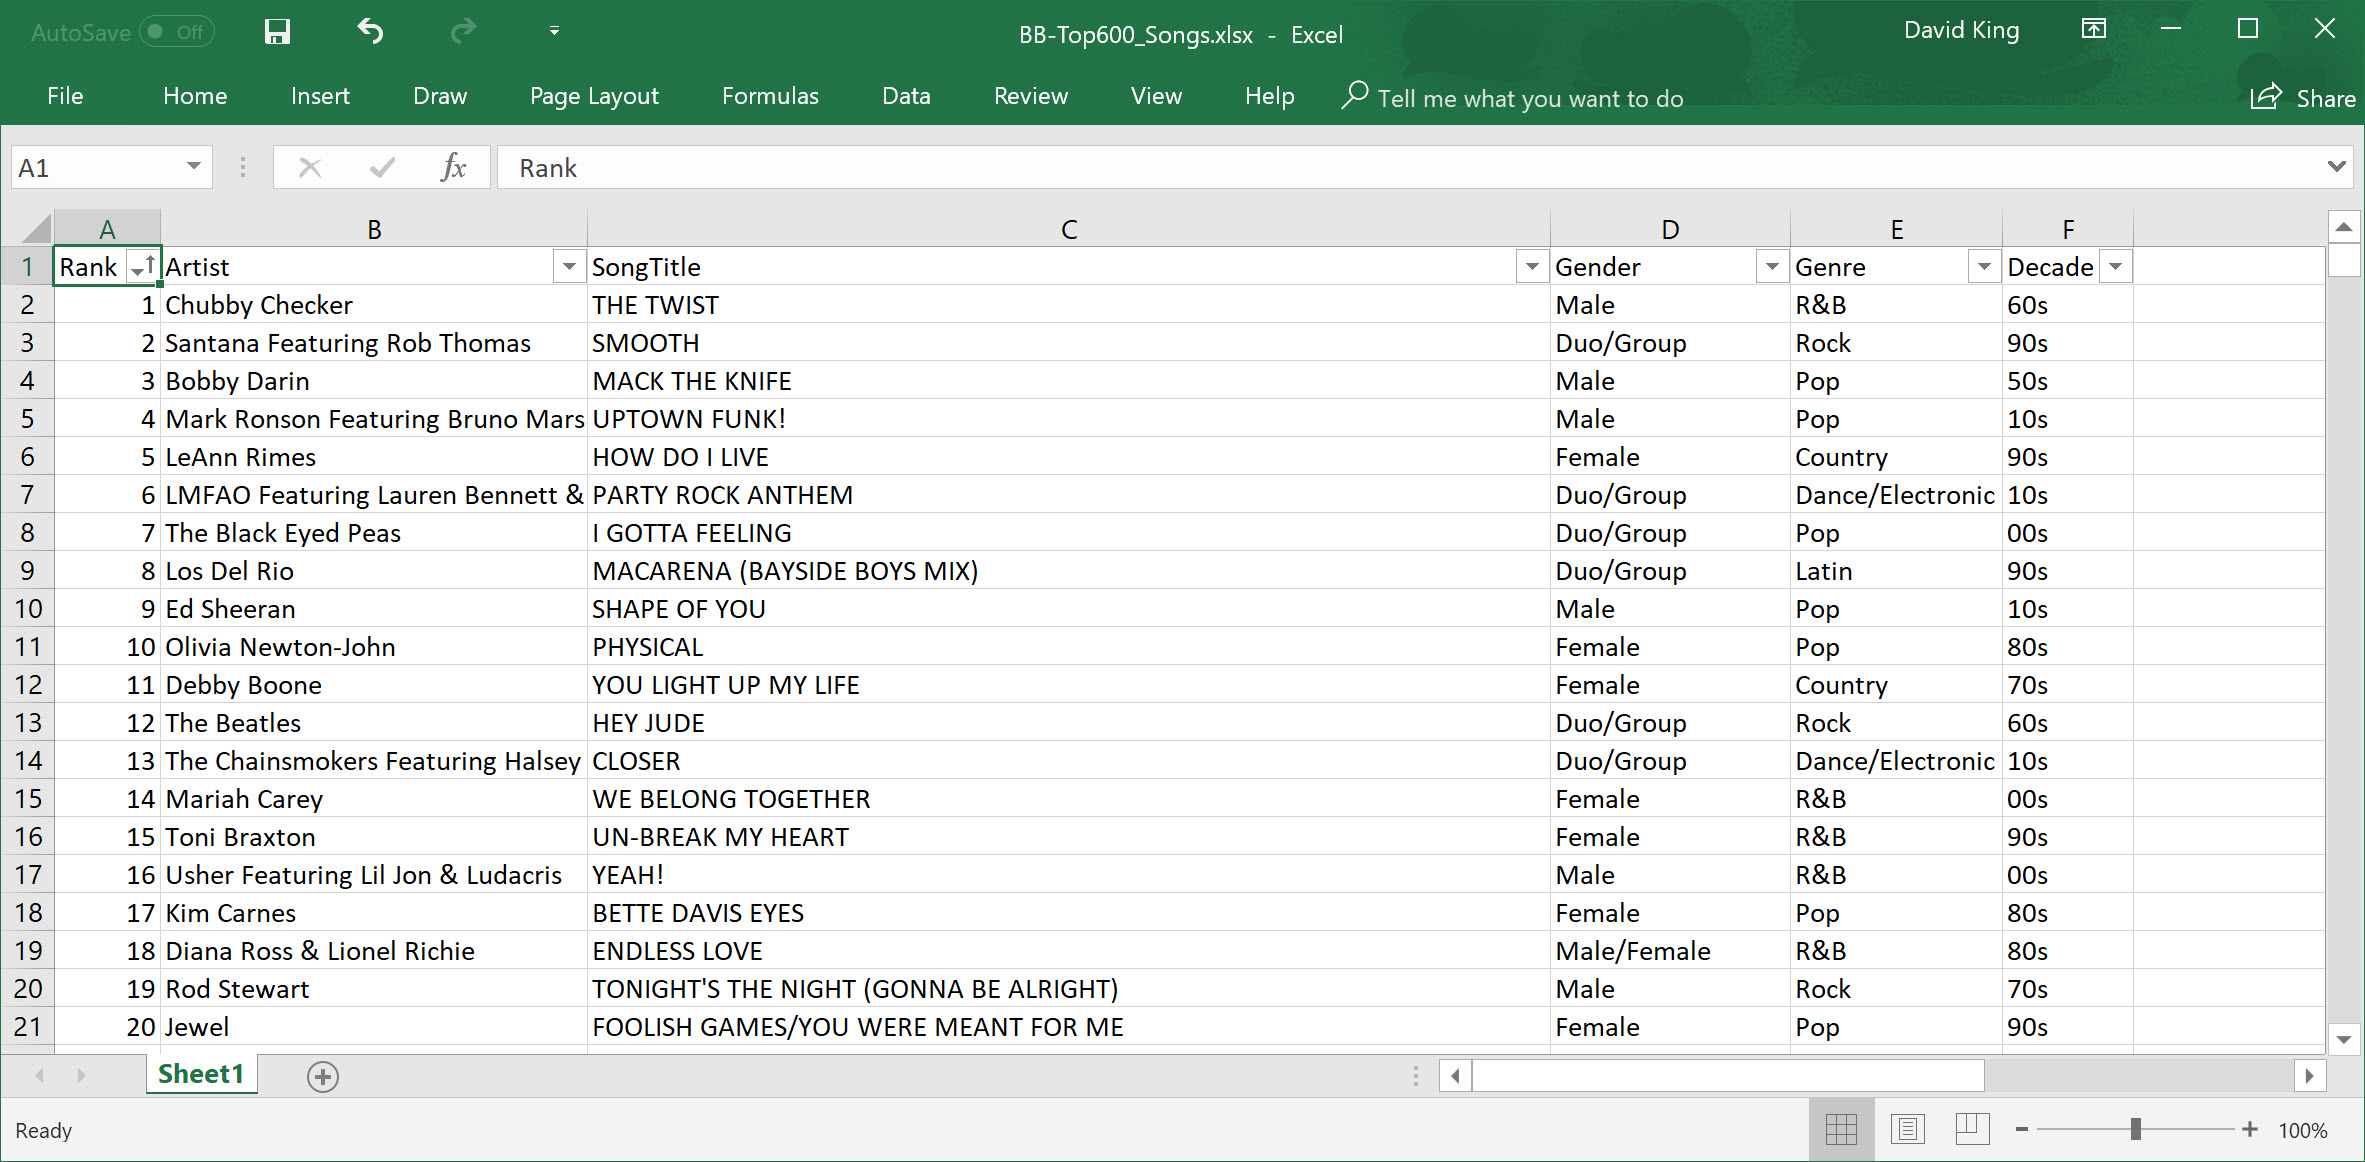 AutoSave Off BB-Top600_Songs.xlsx - Excel David King
File Home Insert Draw Page Layout Formulas Data Review View Help Tell me what you want to do Share
A1 fx Rank
A B C D E F
1 Rank Artist SongTitle Gender Genre Decade
2 1 Chubby Checker THE TWIST Male R&B 60s
3 2 Santana Featuring Rob Thomas SMOOTH Duo/Group Rock 90s
4 3 Bobby Darin MACK THE KNIFE Male Pop 50s
5 4 Mark Ronson Featuring Bruno Mars UPTOWN FUNK! Male Pop 10s
6 5 LeAnn Rimes HOW DO I LIVE Female Country 90s
7 6 LMFAO Featuring Lauren Bennett & PARTY ROCK ANTHEM Duo/Group Dance/Electronic 10s
8 7 The Black Eyed Peas I GOTTA FEELING Duo/Group Pop 00s
9 8 Los Del Rio MACARENA (BAYSIDE BOYS MIX) Duo/Group Latin 90s
10 9 Ed Sheeran SHAPE OF YOU Male Pop 10s
11 10 Olivia Newton-John PHYSICAL Female Pop 80s
12 11 Debby Boone YOU LIGHT UP MY LIFE Female Country 70s
13 12 The Beatles HEY JUDE Duo/Group Rock 60s
14 13 The Chainsmokers Featuring Halsey CLOSER Duo/Group Dance/Electronic 10s
15 14 Mariah Carey WE BELONG TOGETHER Female R&B 00s
16 15 Toni Braxton UN-BREAK MY HEART Female R&B 90s
17 16 Usher Featuring Lil Jon & Ludacris YEAH! Male R&B 00s
18 17 Kim Carnes BETTE DAVIS EYES Female Pop 80s
19 18 Diana Ross & Lionel Richie ENDLESS LOVE Male/Female R&B 80s
20 19 Rod Stewart TONIGHT'S THE NIGHT (GONNA BE ALRIGHT) Male Rock 70s
21 20 Jewel FOOLISH GAMES/YOU WERE MEANT FOR ME Female Pop 90s
Sheet1
Ready 100%